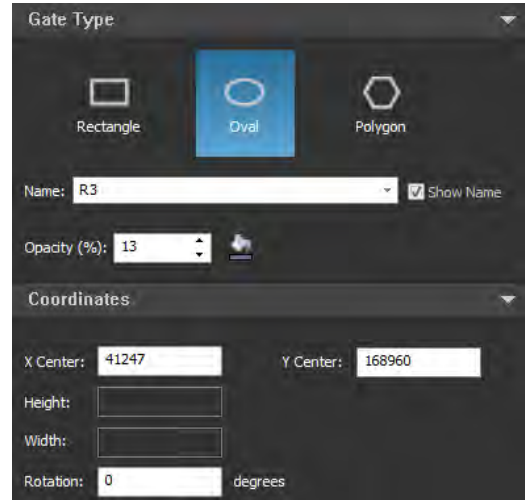 Gate Type
Rectangle Oval Polygon
Name: R3 Show Name
Opacity (%): 13
Coordinates
X Center: 41247 Y Center: 168960
Height:
Width:
Rotation: 0 degrees